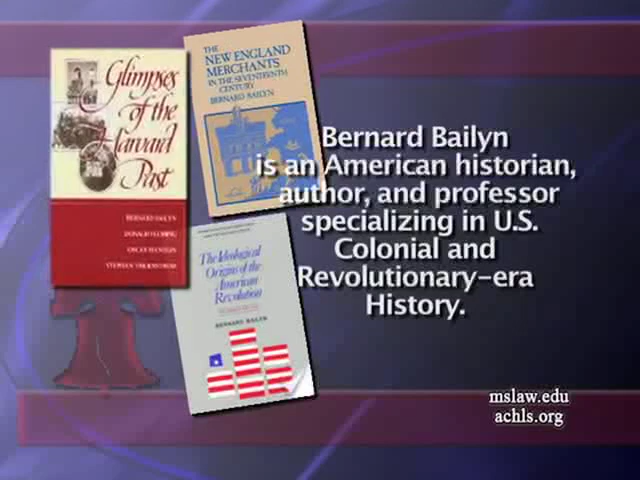 Glimpses
of the
Harvard
Past
BERNARD BAILYN
DONALD FLEMING
OSCAR HANDLIN
STEPHAN THERNSTROM
THE
NEW ENGLAND
MERCHANTS
IN THE SEVENTEENTH
CENTURY
BERNARD BAILYN
The Ideological
Origins of the
American
Revolution
BERNARD BAILYN
Bernard Bailyn
is an American historian,
author, and professor
specializing in U.S.
Colonial and
Revolutionary-era
History.
mslaw.edu
achls.org